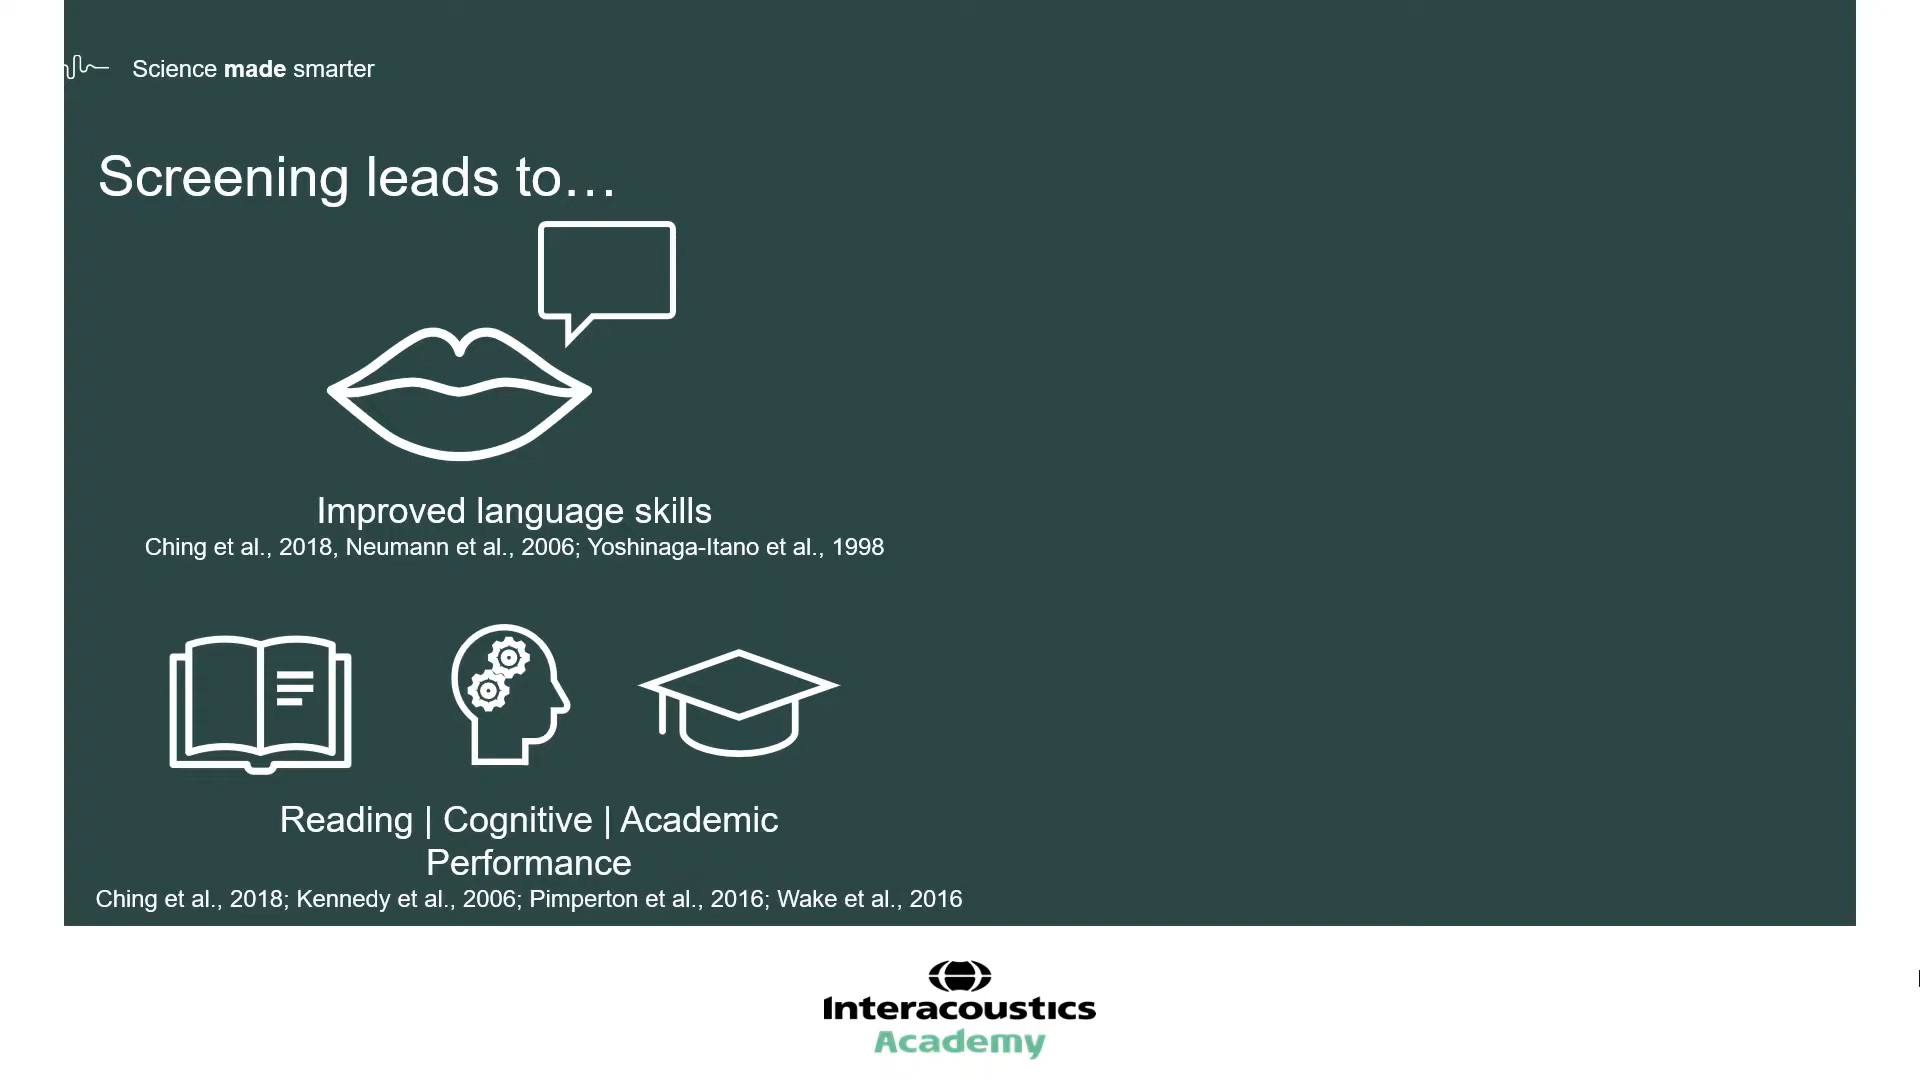 Science made smarter
Screening leads to…
Improved language skills
Ching et al., 2018, Neumann et al., 2006; Yoshinaga-Itano et al., 1998
Reading | Cognitive | Academic
Performance
Ching et al., 2018; Kennedy et al., 2006; Pimperton et al., 2016; Wake et al., 2016
Interacoustics
Academy